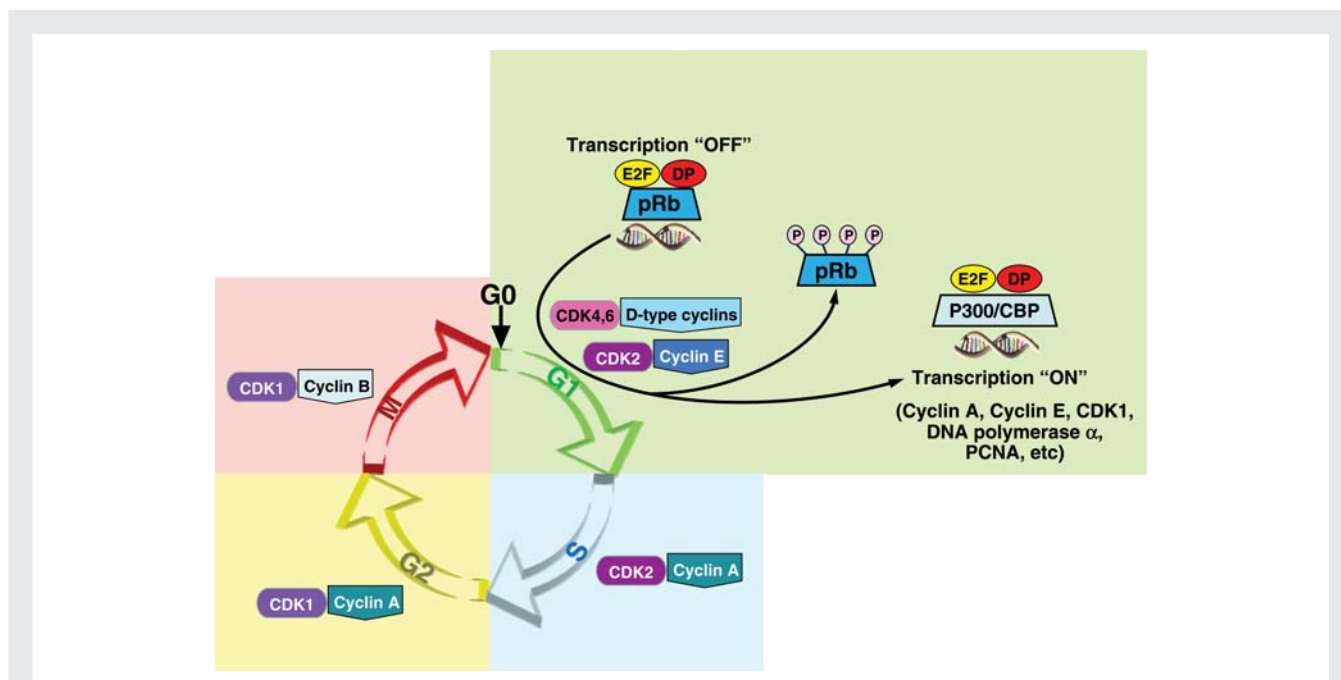 Transcription “OFF”
E2F DP
pRb
P P P P
pRb
E2F DP
P300/CBP
G0
CDK4,6 D-type cyclins
CDK2 Cyclin E
Transcription “ON”
(Cyclin A, Cyclin E, CDK1,
DNA polymerase α,
PCNA, etc)
CDK1 Cyclin B
M
G1
S
G2
CDK2 Cyclin A
CDK1 Cyclin A